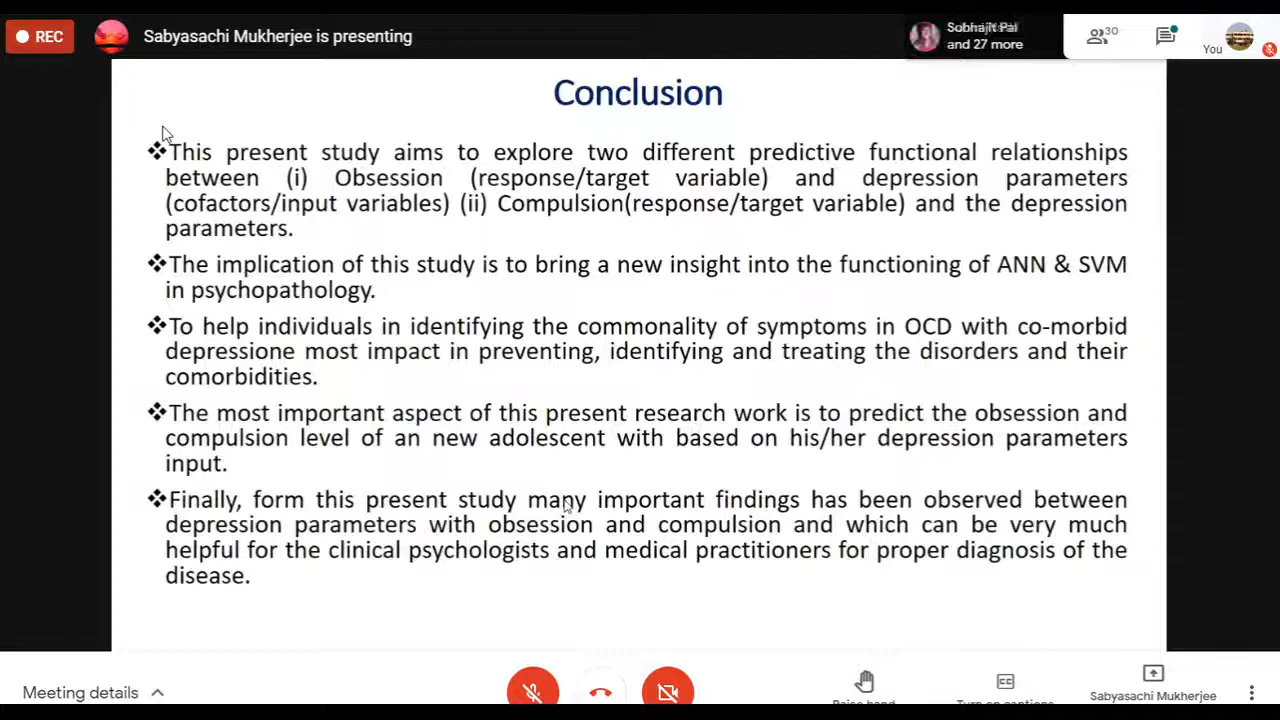 REC
Sabyasachi Mukherjee is presenting
Sobhajit Pal
and 27 more
30
You
Conclusion
❖This present study aims to explore two different predictive functional relationships
between (i) Obsession (response/target variable) and depression parameters
(cofactors/input variables) (ii) Compulsion(response/target variable) and the depression
parameters.
❖The implication of this study is to bring a new insight into the functioning of ANN & SVM
in psychopathology.
❖To help individuals in identifying the commonality of symptoms in OCD with co-morbid
depressione most impact in preventing, identifying and treating the disorders and their
comorbidities.
❖The most important aspect of this present research work is to predict the obsession and
compulsion level of an new adolescent with based on his/her depression parameters
input.
❖Finally, form this present study many important findings has been observed between
depression parameters with obsession and compulsion and which can be very much
helpful for the clinical psychologists and medical practitioners for proper diagnosis of the
disease.
Meeting details
Raise hand
CC
Turn on captions
Sabyasachi Mukherjee